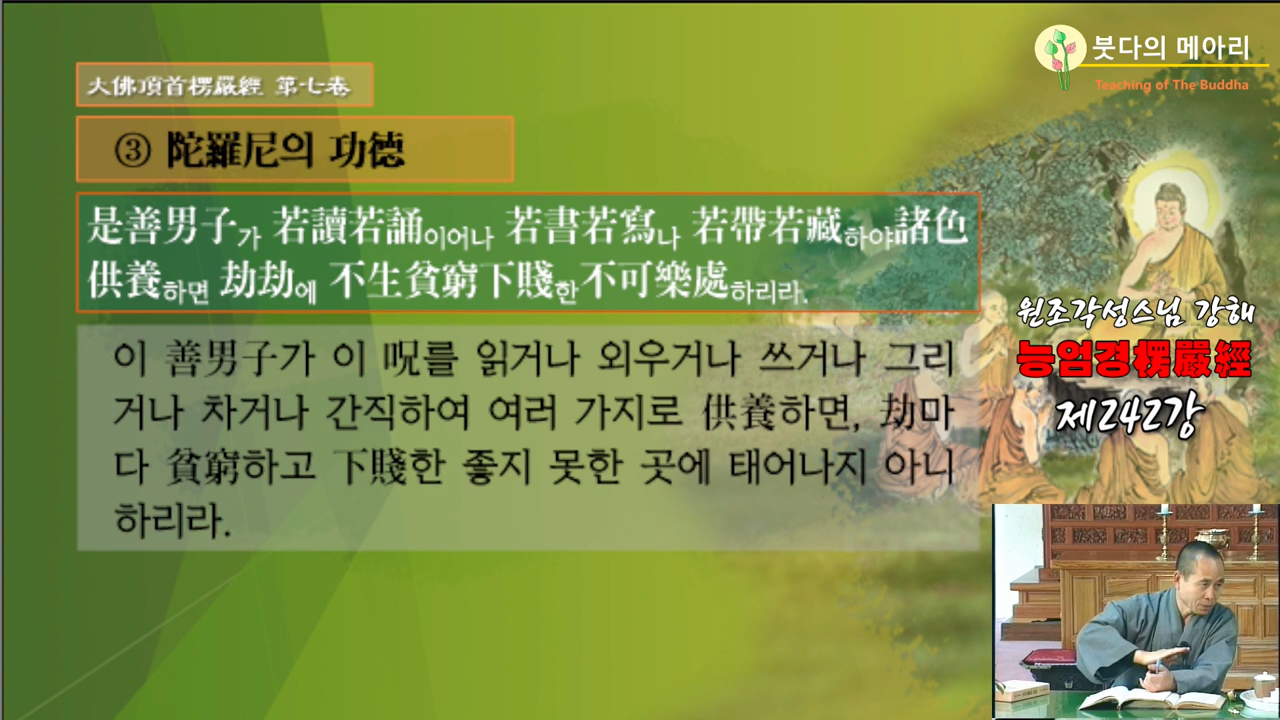 大佛頂首楞嚴經 第七卷
③ 陀羅尼의 功德
是善男子가 若讀若誦이어나 若書若寫나 若帶若藏하야諸色
供養하면 劫劫에 不生貧窮下賤한不可樂處하리라.
이 善男子가 이 呪를 읽거나 외우거나 쓰거나 그리
거나 차거나 간직하여 여러 가지로 供養하면, 劫마
다 貧窮하고 下賤한 좋지 못한 곳에 태어나지 아니
하리라.
붓다의 메아리
Teaching of The Buddha
원조각성스님 강해
능엄경楞嚴經
제242강